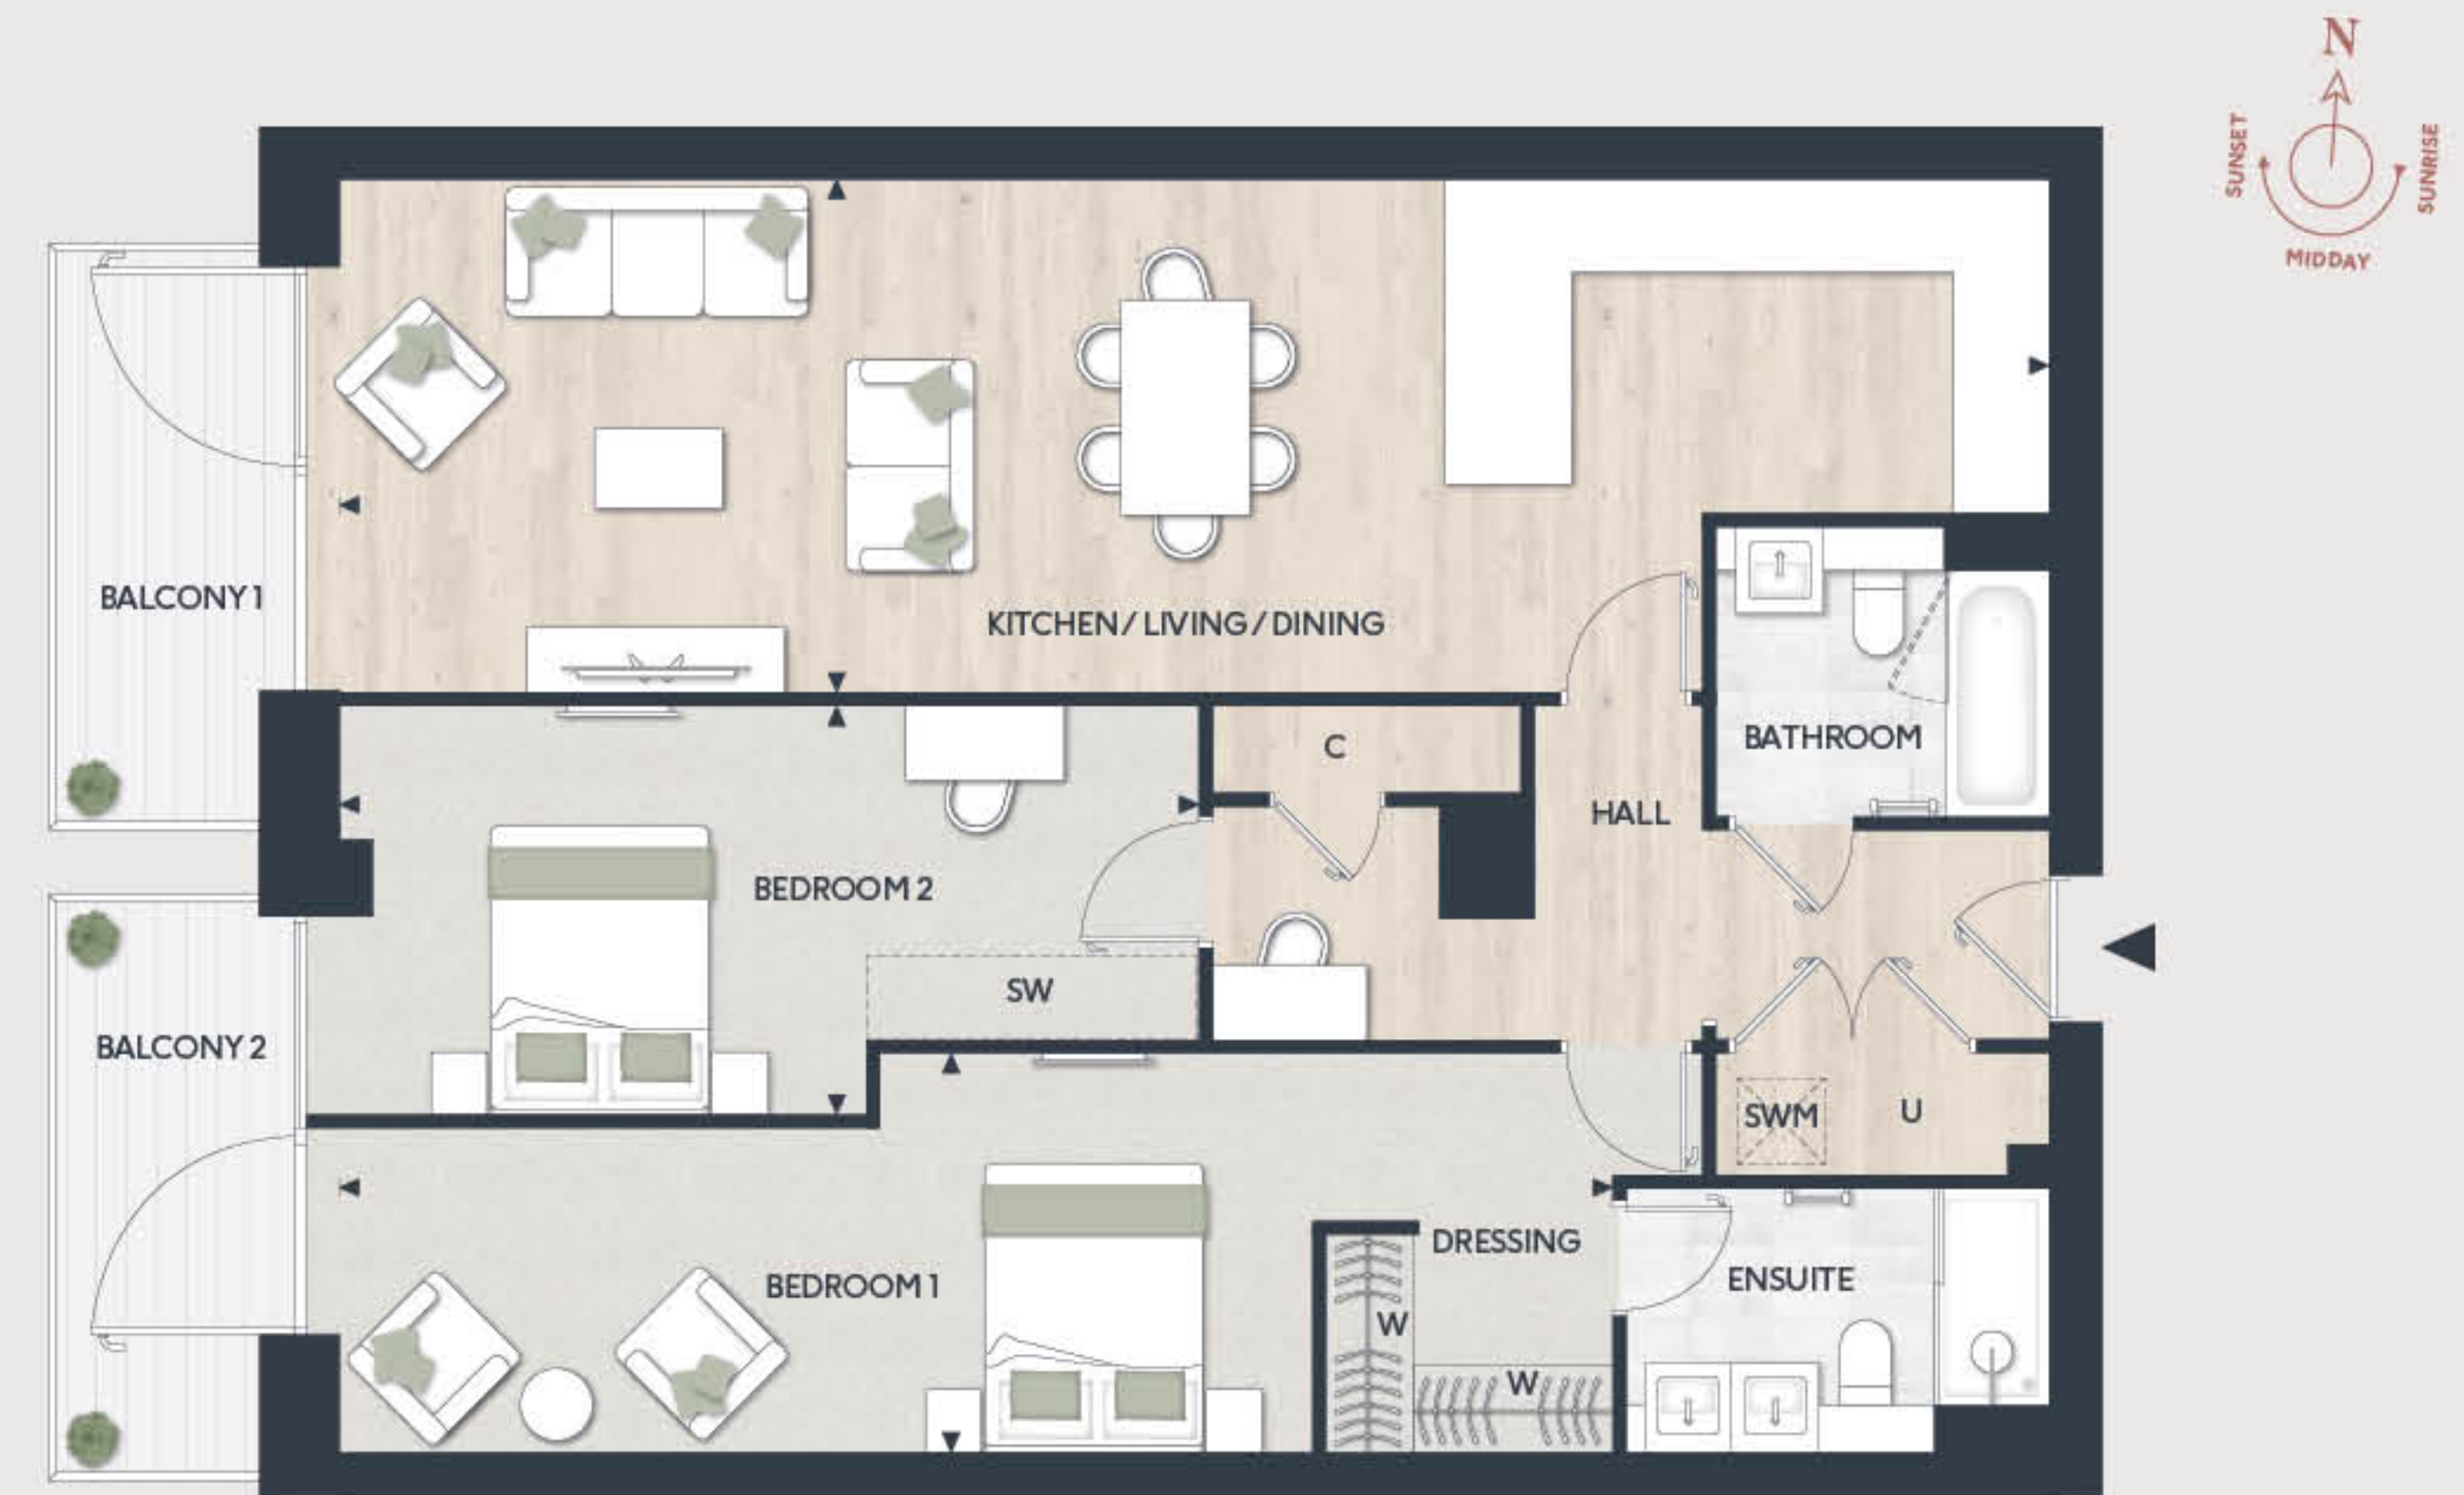 N
SUNSET
SUNRISE
MIDDAY
BALCONY 1
KITCHEN / LIVING / DINING
C
BATHROOM
HALL
BEDROOM 2
SW
BALCONY 2
SWM
U
DRESSING
ENSUITE
BEDROOM 1
W
W